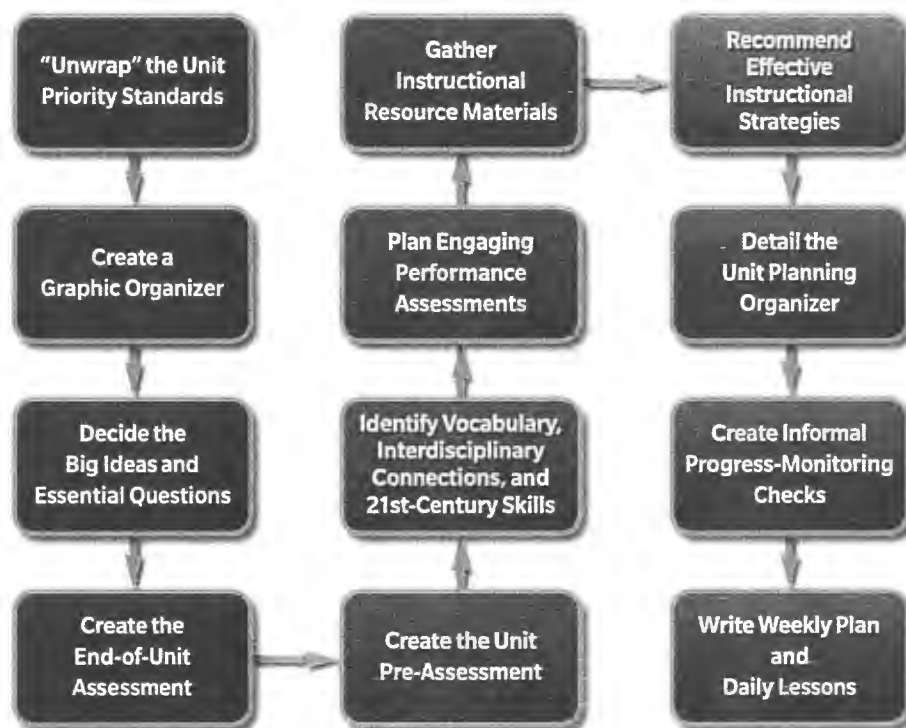 "Unwrap" the Unit
Priority Standards
Create a
Graphic Organizer
Decide the
Big Ideas and
Essential Questions
Create the
End-of-Unit
Assessment
Create the Unit
Pre-Assessment
Identify Vocabulary,
Interdisciplinary
Connections, and
21st-Century Skills
Plan Engaging
Performance
Assessments
Gather
Instructional
Resource Materials
Recommend
Effective
Instructional
Strategies
Detail the
Unit Planning
Organizer
Create Informal
Progress-Monitoring
Checks
Write Weekly Plan
and
Daily Lessons